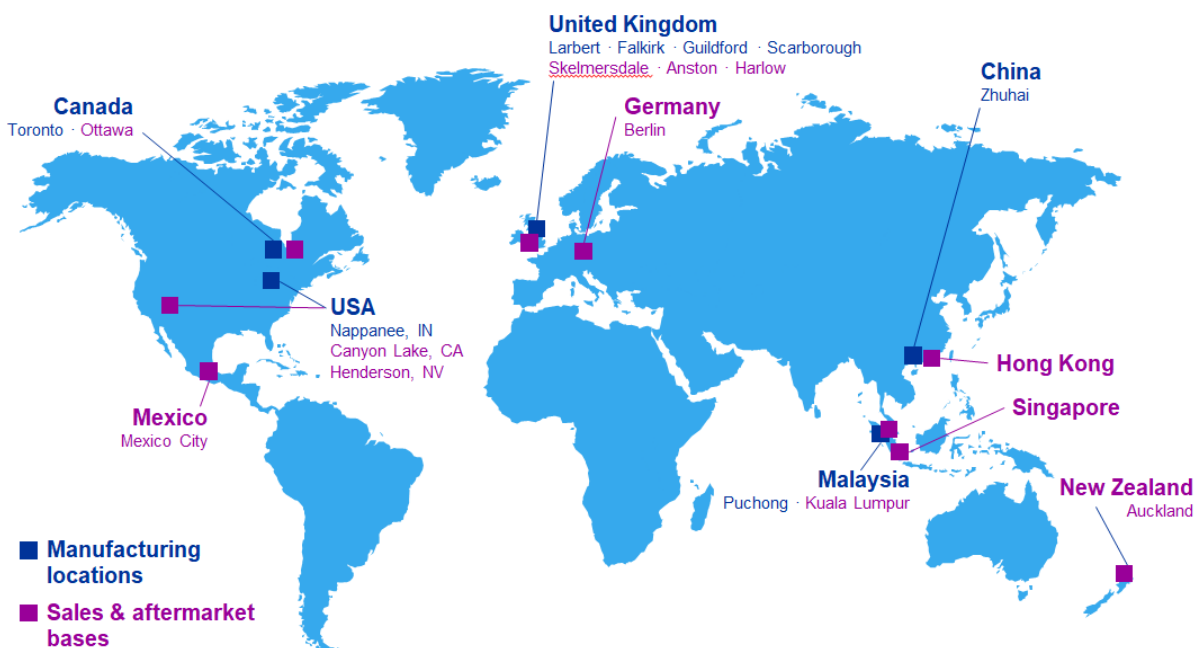 United Kingdom
Larbert · Falkirk · Guildford · Scarborough
Skelmersdale · Anston · Harlow
China
Zhuhai
Canada
Toronto · Ottawa
Germany
Berlin
USA
Nappanee, IN
Canyon Lake, CA
Henderson, NV
Hong Kong
Mexico
Mexico City
Singapore
Malaysia
Puchong · Kuala Lumpur
New Zealand
Auckland
Manufacturing
locations
Sales & aftermarket
bases